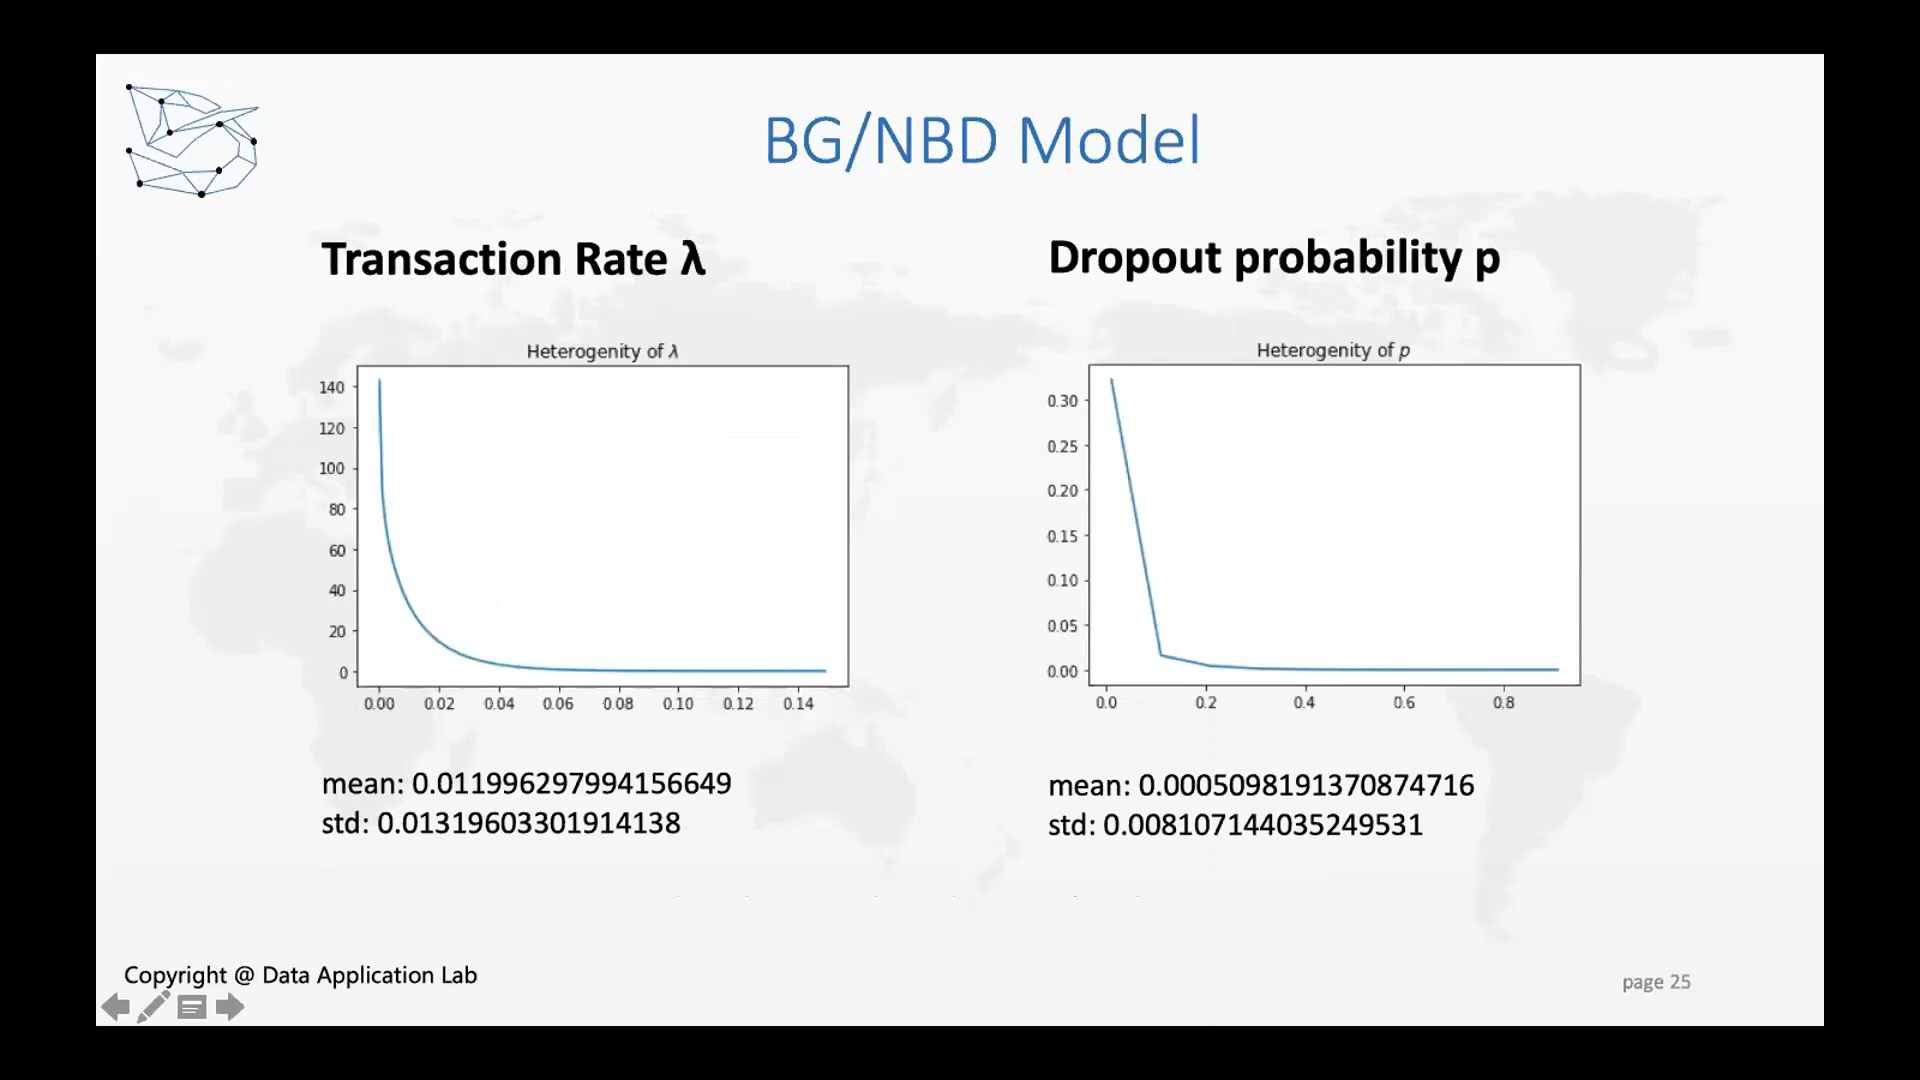 BG/NBD Model
Transaction Rate λ
Heterogenity of λ
140
120
100
80
60
40
20
0
0.00 0.02 0.04 0.06 0.08 0.10 0.12 0.14
mean: 0.011996297994156649
std: 0.01319603301914138
Dropout probability p
Heterogenity of p
0.30
0.25
0.20
0.15
0.10
0.05
0.00
0.0 0.2 0.4 0.6 0.8
mean: 0.0005098191370874716
std: 0.008107144035249531
Copyright @ Data Application Lab
page 25